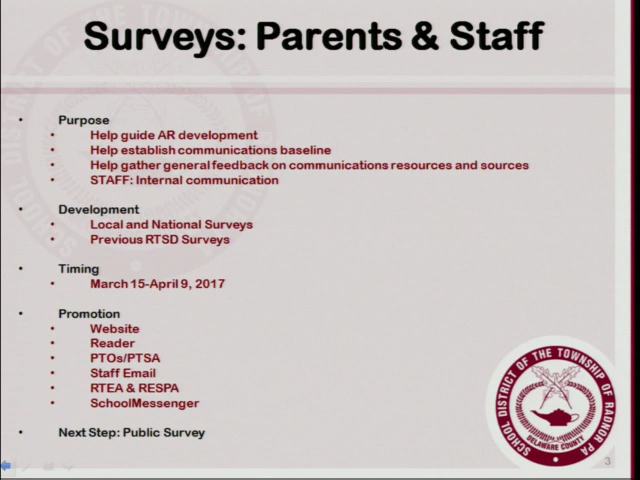 Surveys: Parents & Staff
• Purpose
• Help guide AR development
• Help establish communications baseline
• Help gather general feedback on communications resources and sources
• STAFF: Internal communication
• Development
• Local and National Surveys
• Previous RTSD Surveys
• Timing
• March 15-April 9, 2017
• Promotion
• Website
• Reader
• PTOs/PTSA
• Staff Email
• RTEA & RESPA
• SchoolMessenger
• Next Step: Public Survey
SCHOOL DISTRICT OF THE TOWNSHIP OF RADNOR PA
DELAWARE COUNTY
3